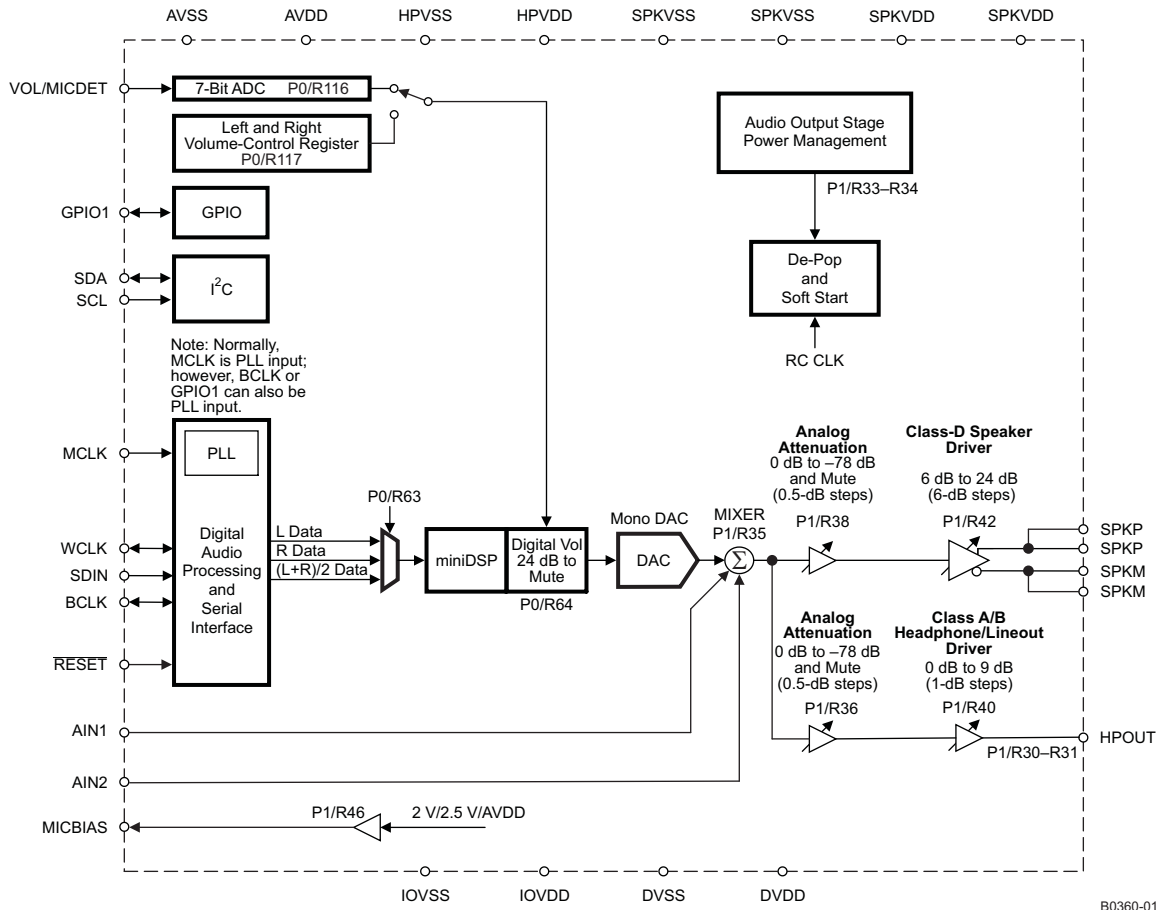 AVSS AVDD HPVSS HPVDD SPKVSS SPKVSS SPKVDD SPKVDD
VOL/MICDET
7-Bit ADC P0/R116
Left and Right
Volume-Control Register
P0/R117
Audio Output Stage
Power Management
P1/R33–R34
GPIO1
GPIO
De-Pop
and
Soft Start
SDA
SCL
I²C
RC CLK
Note: Normally,
MCLK is PLL input;
however, BCLK or
GPIO1 can also be
PLL input.
MCLK
PLL
WCLK
SDIN
BCLK
RESET
Digital
Audio
Processing
and
Serial
Interface
L Data
R Data
(L+R)/2 Data
P0/R63
miniDSP
Digital Vol
24 dB to
Mute
P0/R64
Mono DAC
DAC
MIXER
P1/R35
Σ
Analog
Attenuation
0 dB to –78 dB
and Mute
(0.5-dB steps)
P1/R38
Class-D Speaker
Driver
6 dB to 24 dB
(6-dB steps)
P1/R42
SPKP
SPKP
SPKM
SPKM
Analog
Attenuation
0 dB to –78 dB
and Mute
(0.5-dB steps)
P1/R36
Class A/B
Headphone/Lineout
Driver
0 dB to 9 dB
(1-dB steps)
P1/R40
P1/R30–R31
HPOUT
AIN1
AIN2
MICBIAS
P1/R46
2 V/2.5 V/AVDD
IOVSS IOVDD DVSS DVDD
B0360-01